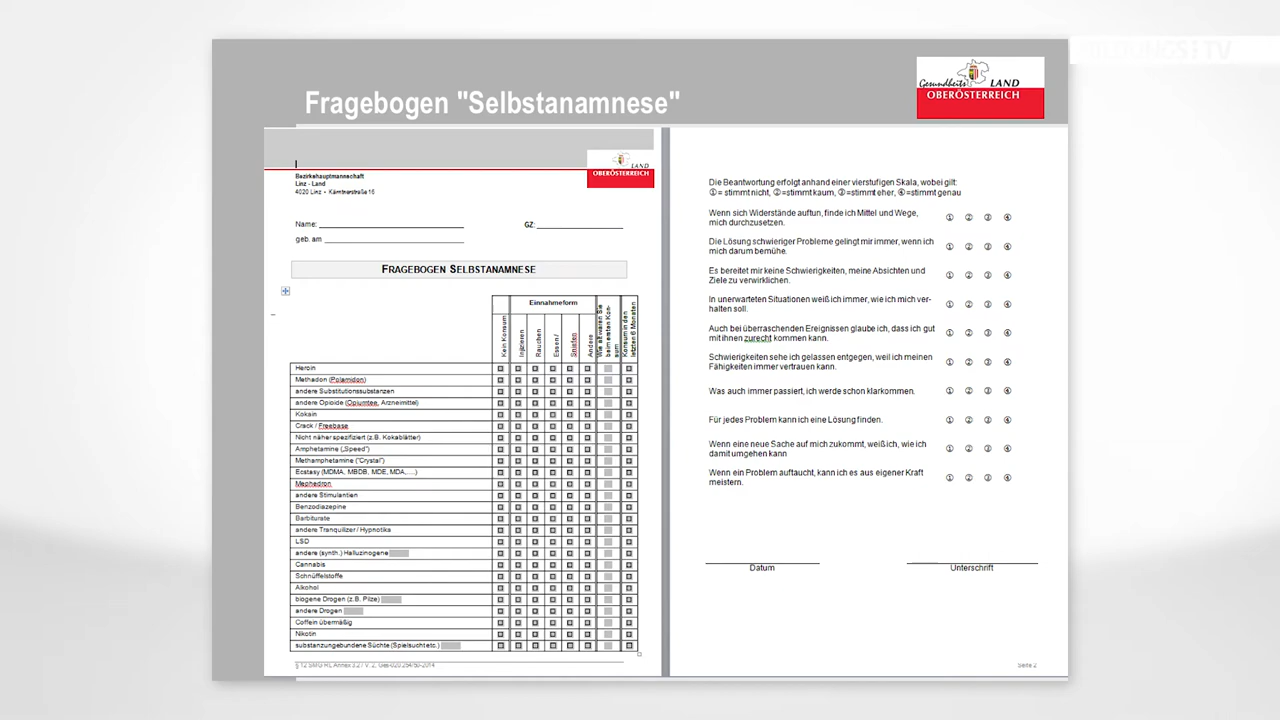 Fragebogen "Selbstanamnese"
Gesundheits LAND
OBERÖSTERREICH
LAND
OBERÖSTERREICH
Bezirkshauptmannschaft
Linz - Land
4020 Linz • Kärntnerstraße 16
Name:
GZ:
geb. am
FRAGEBOGEN SELBSTANAMNESE
Einnahmeform
Kein Konsum
Injizieren
Rauchen
Essen /
Snuifen
Andere
Wie alt waren Sie
beim ersten Kon-
sum
Konsum in den
letzten 6 Monaten
Heroin
Methadon (Polamidon)
andere Substitutionssubstanzen
andere Opioide (Opiumtee, Arzneimittel)
Kokain
Crack / Freebase
Nicht näher spezifiziert (z.B. Kokablätter)
Amphetamine („Speed")
Methamphetamine ("Crystal")
Ecstasy (MDMA, MBDB, MDE, MDA,....)
Mephedron
andere Stimulantien
Benzodiazepine
Barbiturate
andere Tranquilizer / Hypnotika
LSD
andere (synth.) Halluzinogene
Cannabis
Schnüffelstoffe
Alkohol
biogene Drogen (z.B. Pilze)
andere Drogen
Coffein übermäßig
Nikotin
substanzungebundene Süchte (Spielsucht etc.)
Die Beantwortung erfolgt anhand einer vierstufigen Skala, wobei gilt:
①= stimmt nicht, ②=stimmt kaum, ③=stimmt eher, ④=stimmt genau
Wenn sich Widerstände auftun, finde ich Mittel und Wege,
mich durchzusetzen. ① ② ③ ④
Die Lösung schwieriger Probleme gelingt mir immer, wenn ich
mich darum bemühe. ① ② ③ ④
Es bereitet mir keine Schwierigkeiten, meine Absichten und
Ziele zu verwirklichen. ① ② ③ ④
In unerwarteten Situationen weiß ich immer, wie ich mich ver-
halten soll. ① ② ③ ④
Auch bei überraschenden Ereignissen glaube ich, dass ich gut
mit ihnen zurecht kommen kann. ① ② ③ ④
Schwierigkeiten sehe ich gelassen entgegen, weil ich meinen
Fähigkeiten immer vertrauen kann. ① ② ③ ④
Was auch immer passiert, ich werde schon klarkommen. ① ② ③ ④
Für jedes Problem kann ich eine Lösung finden. ① ② ③ ④
Wenn eine neue Sache auf mich zukommt, weiß ich, wie ich
damit umgehen kann ① ② ③ ④
Wenn ein Problem auftaucht, kann ich es aus eigener Kraft
meistern. ① ② ③ ④
Datum
Unterschrift
Seite 2